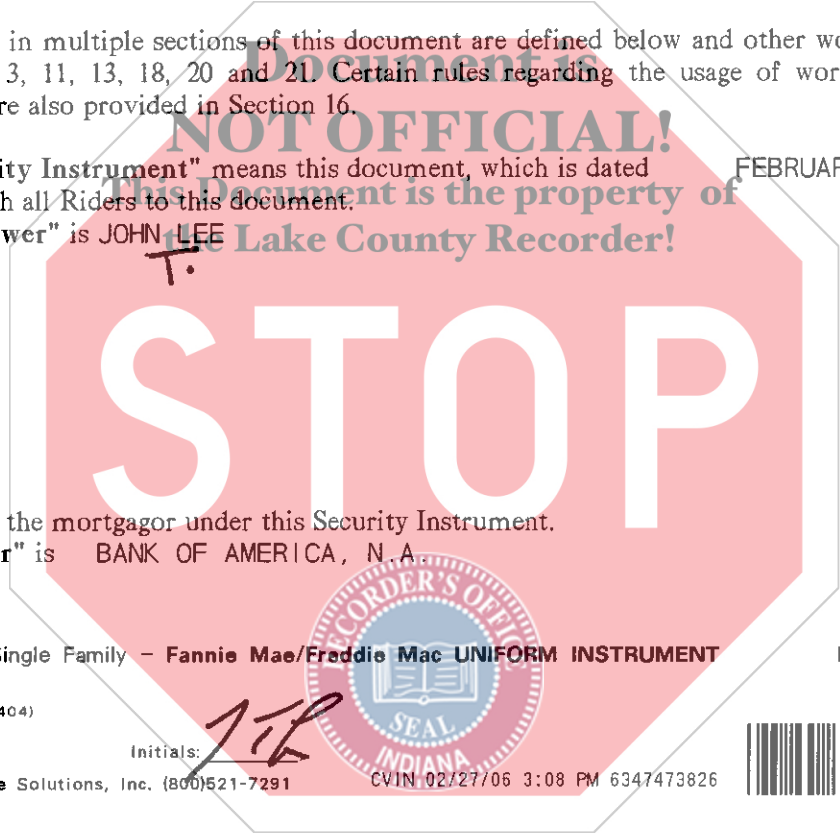 in multiple sections of this document are defined below and other wo
3, 11, 13, 18, 20 and 21. Certain rules regarding the usage of wor
re also provided in Section 16.
Document is
NOT OFFICIAL!
This Document is the property of
the Lake County Recorder!
ity Instrument" means this document, which is dated FEBRUAR
h all Riders to this document.
wer" is JOHN LEE
T.
STOP
the mortgagor under this Security Instrument.
r" is BANK OF AMERICA, N.A.
RECORDER'S OFFICE
SEAL
INDIANA
ingle Family – Fannie Mae/Freddie Mac UNIFORM INSTRUMENT
404)
Initials: JTL
e Solutions, Inc. (800)521-7291 CVIN 02/27/06 3:08 PM 6347473826